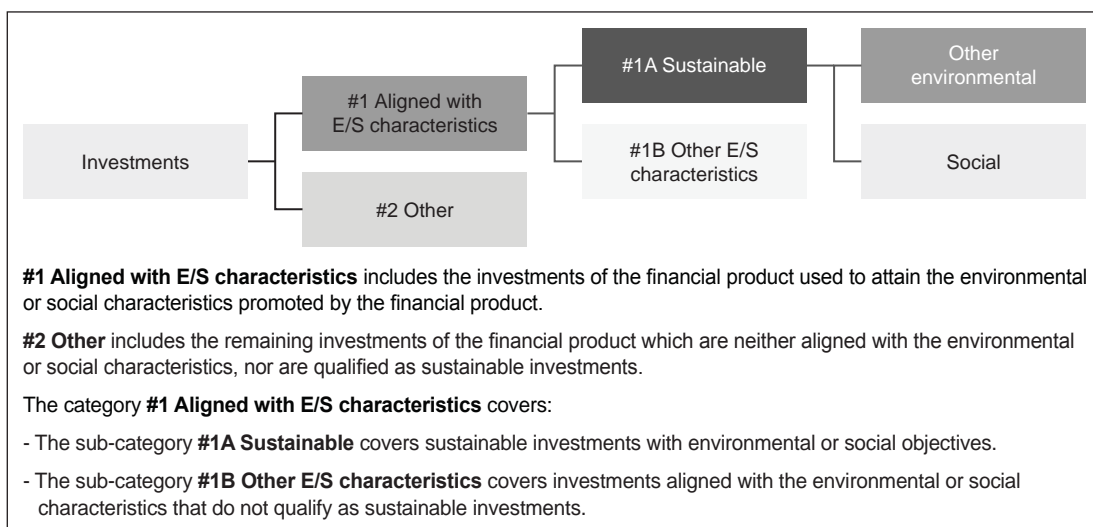 #1A Sustainable
Other
environmental
#1 Aligned with
E/S characteristics
Investments
#1B Other E/S
characteristics
Social
#2 Other
#1 Aligned with E/S characteristics includes the investments of the financial product used to attain the environmental
or social characteristics promoted by the financial product.
#2 Other includes the remaining investments of the financial product which are neither aligned with the environmental
or social characteristics, nor are qualified as sustainable investments.
The category #1 Aligned with E/S characteristics covers:
- The sub-category #1A Sustainable covers sustainable investments with environmental or social objectives.
- The sub-category #1B Other E/S characteristics covers investments aligned with the environmental or social
characteristics that do not qualify as sustainable investments.